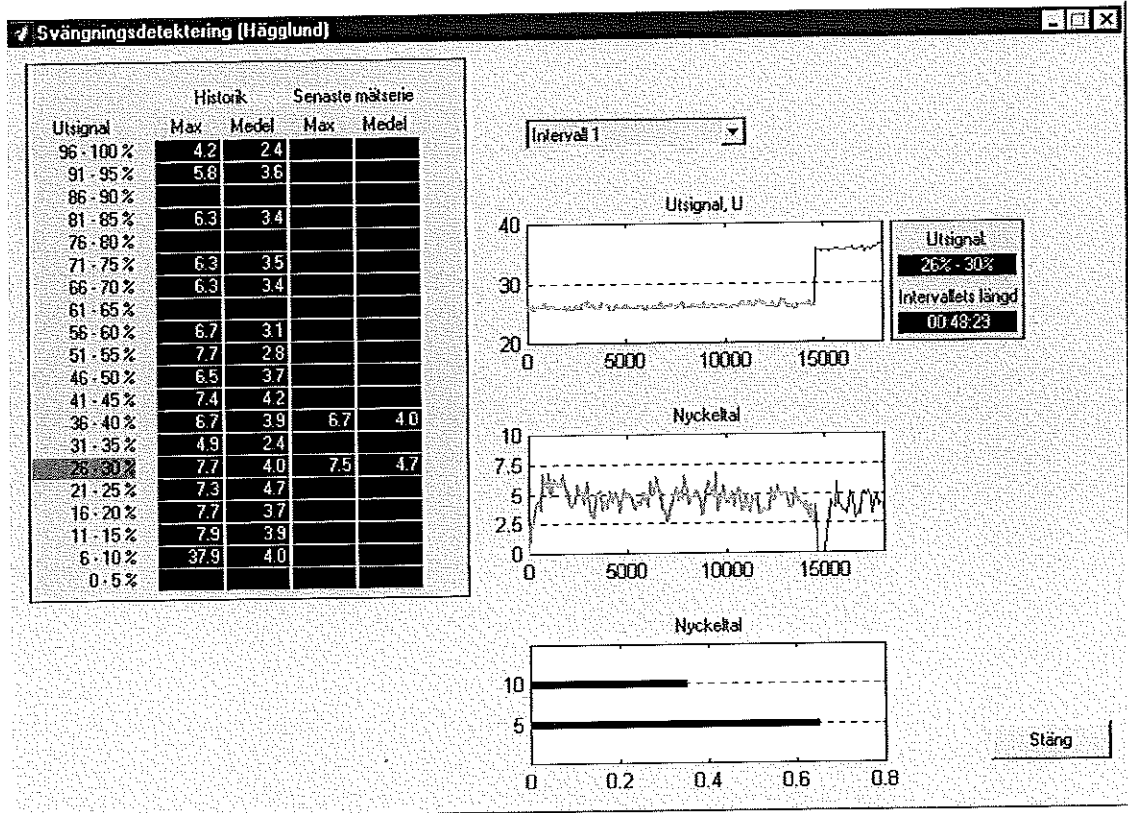 Svängningsdetektering (Hägglund)
Historik Senaste mätserie
Utsignal Max Medel Max Medel
96 - 100 % 4.2 2.4
91 - 95 % 5.8 3.6
86 - 90 %
81 - 85 % 6.3 3.4
76 - 80 %
71 - 75 % 6.3 3.5
66 - 70 % 6.3 3.4
61 - 65 %
56 - 60 % 6.7 3.1
51 - 55 % 7.7 2.8
46 - 50 % 6.5 3.7
41 - 45 % 7.4 4.2
36 - 40 % 6.7 3.9 6.7 4.0
31 - 35 % 4.9 2.4
26 - 30 % 7.7 4.0 7.5 4.7
21 - 25 % 7.3 4.7
16 - 20 % 7.7 3.7
11 - 15 % 7.9 3.9
6 - 10 % 37.9 4.0
0 - 5 %
Intervall 1
Utsignal, U
40
30
20
0 5000 10000 15000
Utsignal
26% - 30%
Intervallets längd
00:48:23
Nyckeltal
10
7.5
5
2.5
0
0 5000 10000 15000
Nyckeltal
10
5
0 0.2 0.4 0.6 0.8
Stäng